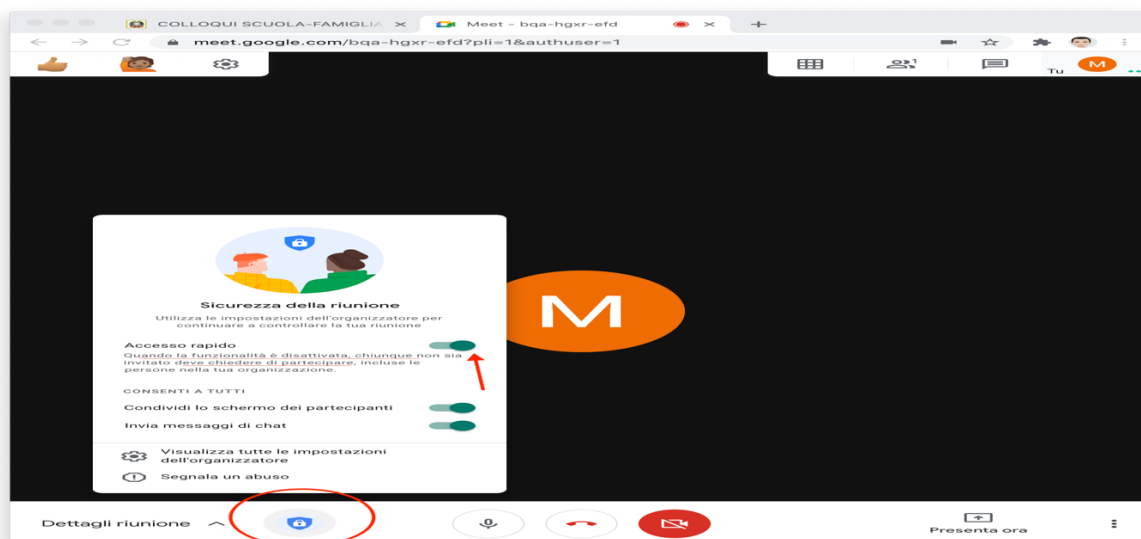 COLLOQUI SCUOLA-FAMIGLIA
Meet - bqa-hgxr-efd
meet.google.com/bqa-hgxr-efd?pli=1&authuser=1
1
Tu
M
M
Sicurezza della riunione
Utilizza le impostazioni dell'organizzatore per
continuare a controllare la tua riunione
Accesso rapido
Quando la funzionalità è disattivata, chiunque non sia
invitato deve chiedere di partecipare, incluse le
persone nella tua organizzazione.
CONSENTI A TUTTI
Condividi lo schermo dei partecipanti
Invia messaggi di chat
Visualizza tutte le impostazioni
dell'organizzatore
Segnala un abuso
Dettagli riunione
Presenta ora